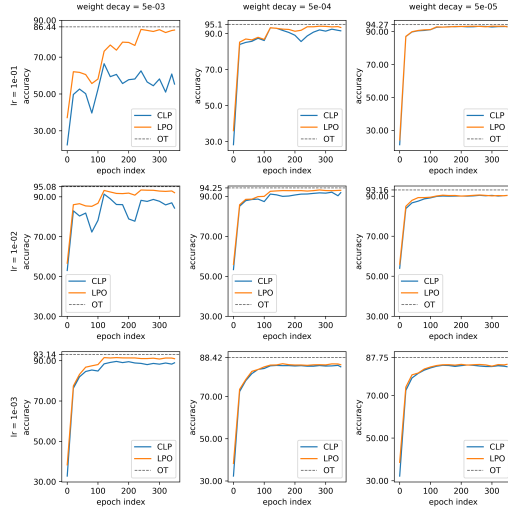 weight decay = 5e-03
weight decay = 5e-04
weight decay = 5e-05
lr = 1e-01
accuracy
90.00
86.44
70.00
50.00
30.00
0
100
200
300
epoch index
CLP
LPO
OT
accuracy
95.1
90.0
70.0
50.0
30.0
0
100
200
300
epoch index
CLP
LPO
OT
accuracy
94.27
90.00
70.00
50.00
30.00
0
100
200
300
epoch index
CLP
LPO
OT
lr = 1e-02
accuracy
95.08
90.00
70.00
50.00
30.00
0
100
200
300
epoch index
CLP
LPO
OT
accuracy
94.25
90.00
70.00
50.00
30.00
0
100
200
300
epoch index
CLP
LPO
OT
accuracy
93.16
90.00
70.00
50.00
30.00
0
100
200
300
epoch index
CLP
LPO
OT
lr = 1e-03
accuracy
93.14
90.00
70.00
50.00
30.00
0
100
200
300
epoch index
CLP
LPO
OT
accuracy
88.42
70.00
50.00
30.00
0
100
200
300
epoch index
CLP
LPO
OT
accuracy
87.75
70.00
50.00
30.00
0
100
200
300
epoch index
CLP
LPO
OT